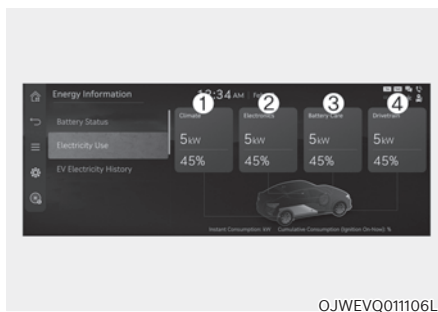 Energy Information
:34 AM
1
2
3
4
Climate
Electronics
Battery Care
Drivetrain
Battery Status
Electricity Use
EV Electricity History
5kW
5kW
5kW
5kW
45%
45%
45%
45%
Instant Consumption: kW Cumulative Consumption (Ignition On-Now): %
OJWEVQ011106L